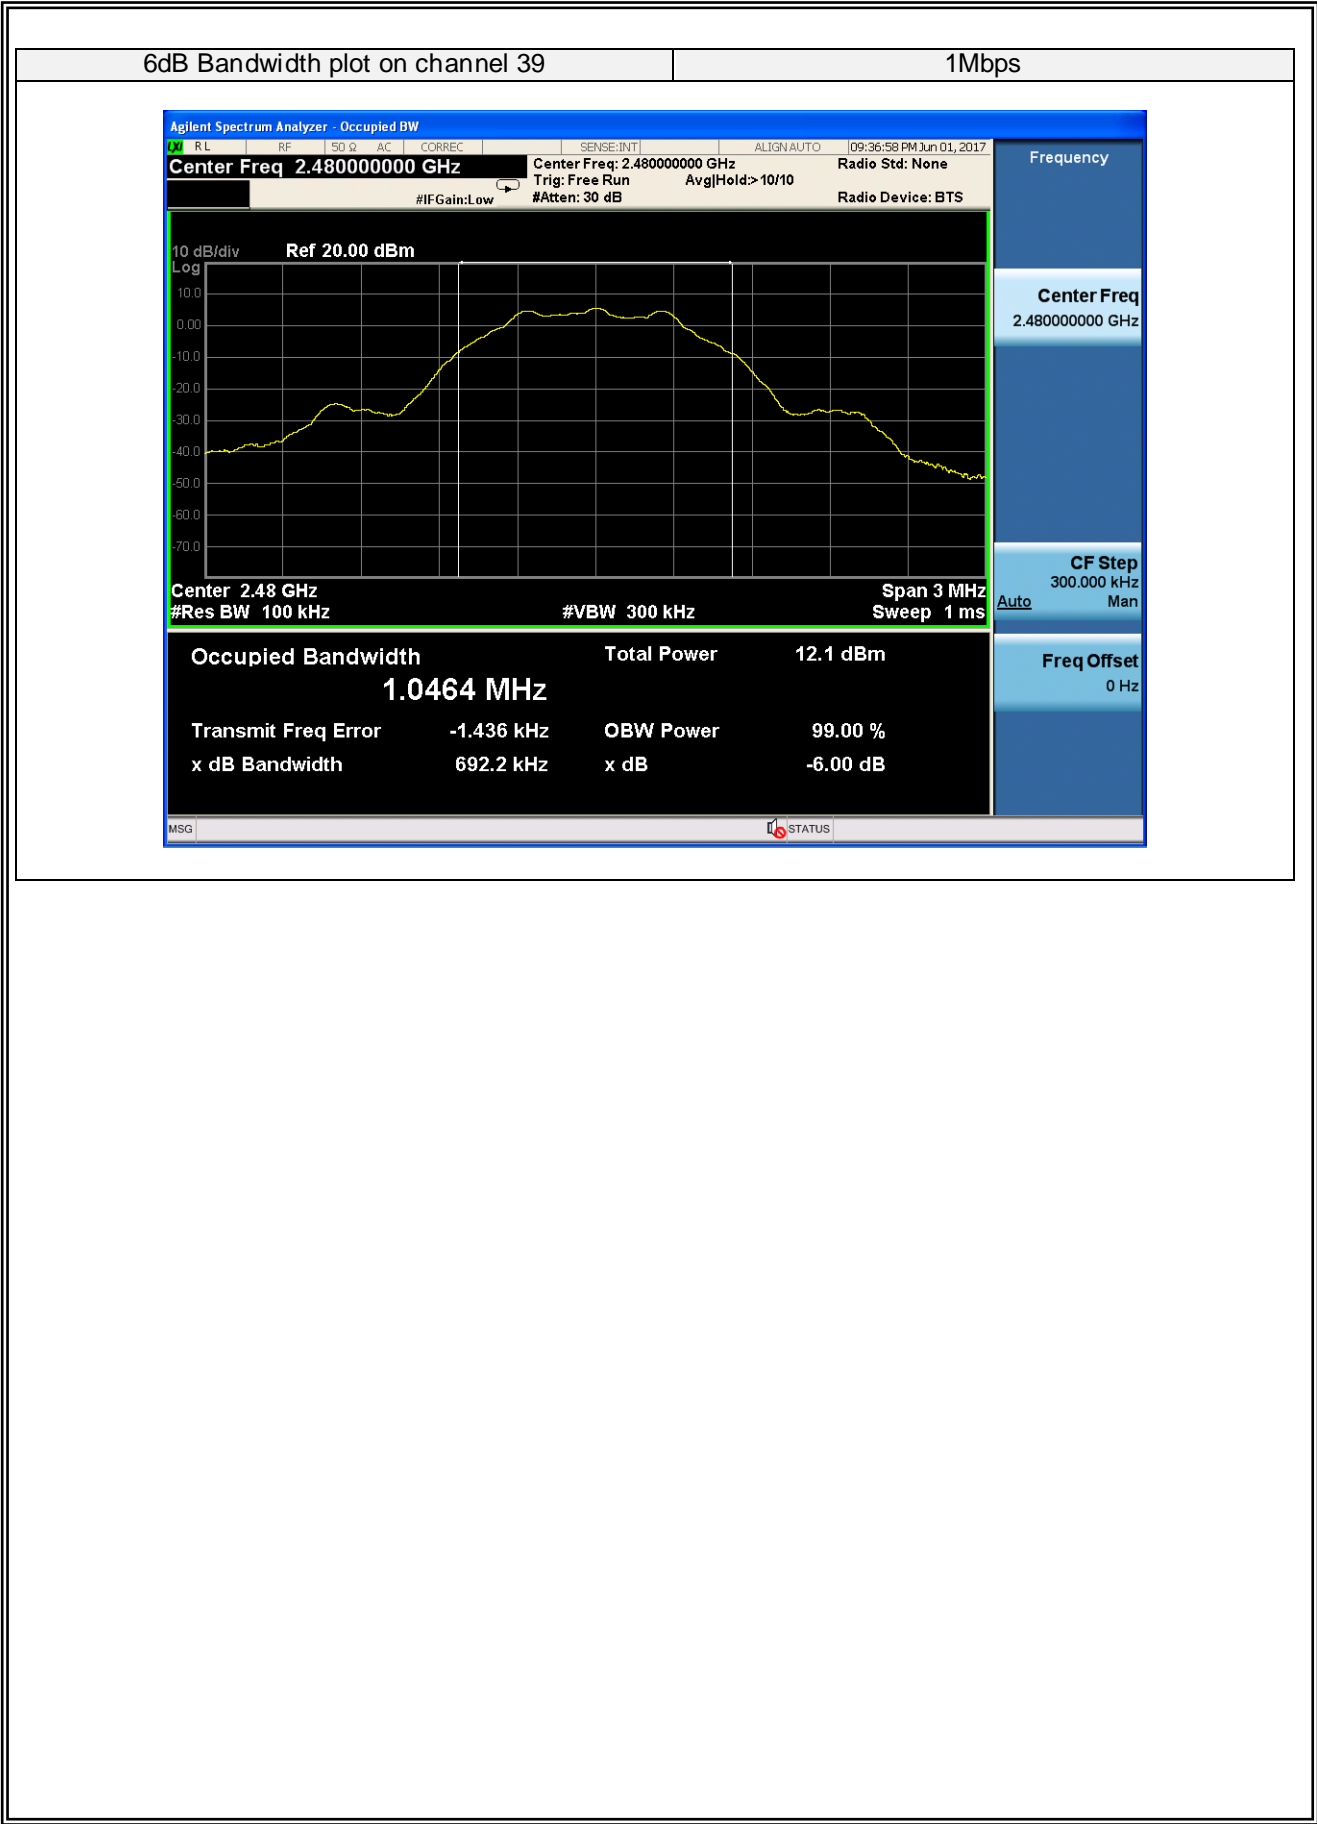 6dB Bandwidth plot on channel 39 1Mbps
Agilent Spectrum Analyzer - Occupied BW
LXI RL RF 50 Ω AC CORREC SENSE:INT ALIGN AUTO 09:36:58 PM Jun 01, 2017
Center Freq 2.480000000 GHz
Center Freq: 2.480000000 GHz Radio Std: None
Trig: Free Run Avg|Hold:>10/10
#IFGain:Low #Atten: 30 dB Radio Device: BTS
10 dB/div Ref 20.00 dBm
Log
10.0
0.00
-10.0
-20.0
-30.0
-40.0
-50.0
-60.0
-70.0
Center 2.48 GHz Span 3 MHz
#Res BW 100 kHz #VBW 300 kHz Sweep 1 ms
Occupied Bandwidth Total Power 12.1 dBm
1.0464 MHz
Transmit Freq Error -1.436 kHz OBW Power 99.00 %
x dB Bandwidth 692.2 kHz x dB -6.00 dB
MSG STATUS
Frequency
Center Freq
2.480000000 GHz
CF Step
300.000 kHz
Auto Man
Freq Offset
0 Hz